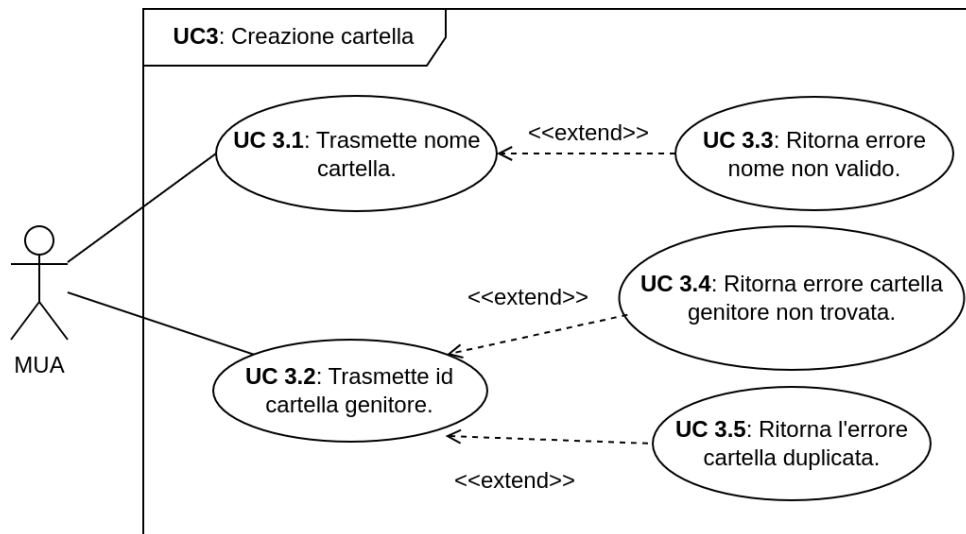 UC3: Creazione cartella
UC 3.1: Trasmette nome
cartella.
<<extend>>
UC 3.3: Ritorna errore
nome non valido.
MUA
<<extend>>
UC 3.4: Ritorna errore cartella
genitore non trovata.
UC 3.2: Trasmette id
cartella genitore.
<<extend>>
UC 3.5: Ritorna l'errore
cartella duplicata.